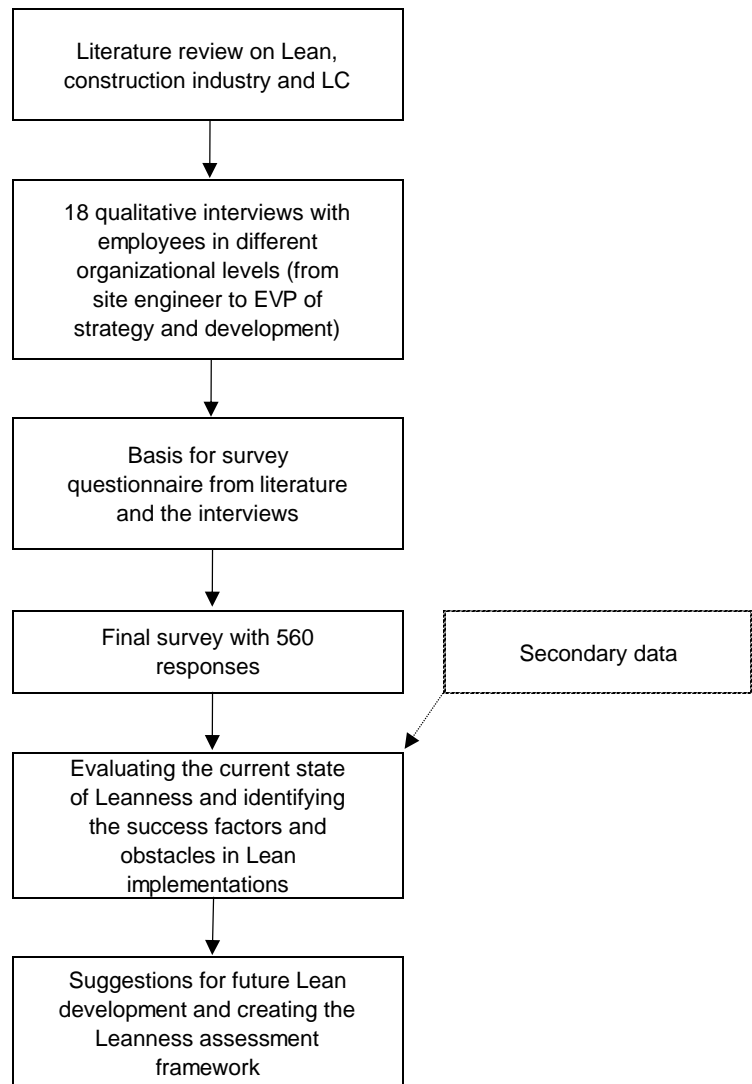 Literature review on Lean,
construction industry and LC
18 qualitative interviews with
employees in different
organizational levels (from
site engineer to EVP of
strategy and development)
Basis for survey
questionnaire from literature
and the interviews
Final survey with 560
responses
Secondary data
Evaluating the current state
of Leanness and identifying
the success factors and
obstacles in Lean
implementations
Suggestions for future Lean
development and creating the
Leanness assessment
framework